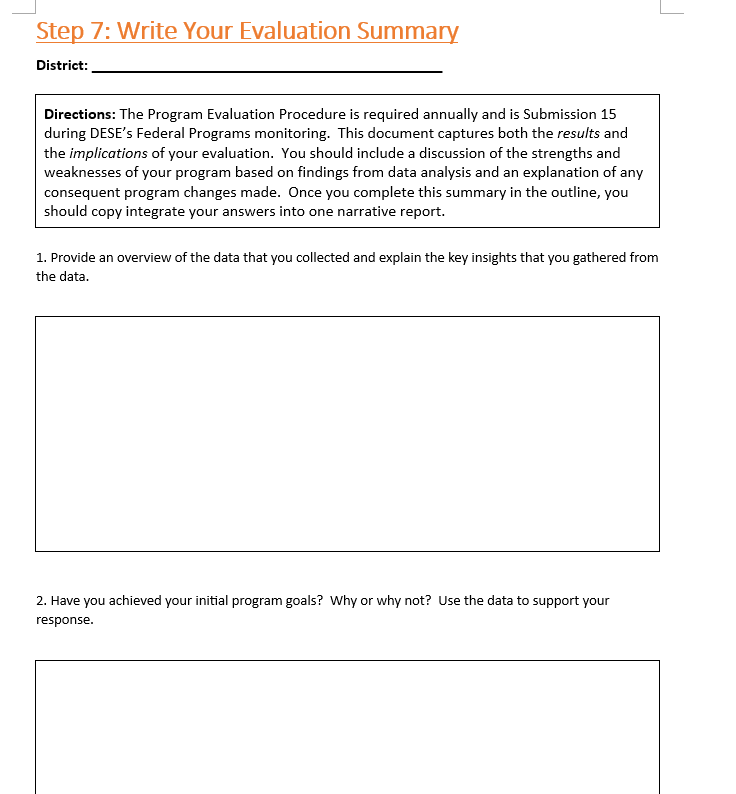 Step 7: Write Your Evaluation Summary
District: ___________________________________________
Directions: The Program Evaluation Procedure is required annually and is Submission 15
during DESE’s Federal Programs monitoring.  This document captures both the results and
the implications of your evaluation.  You should include a discussion of the strengths and
weaknesses of your program based on findings from data analysis and an explanation of any
consequent program changes made.  Once you complete this summary in the outline, you
should copy integrate your answers into one narrative report.
1. Provide an overview of the data that you collected and explain the key insights that you gathered from
the data.
2. Have you achieved your initial program goals?  Why or why not?  Use the data to support your
response.